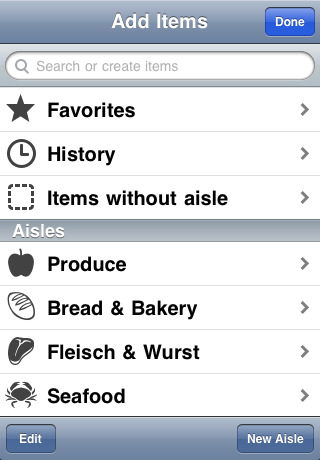 Add Items
Done
Search or create items
Favorites
History
Items without aisle
Aisles
Produce
Bread & Bakery
Fleisch & Wurst
Seafood
Edit
New Aisle